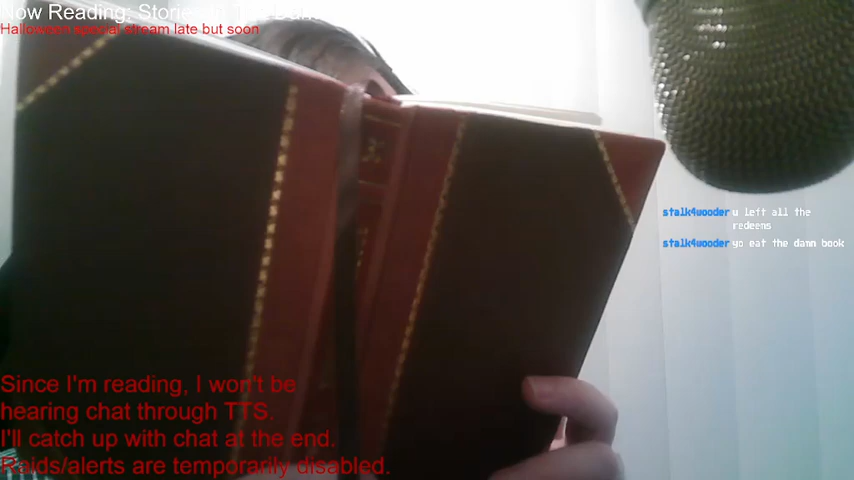 Now Reading: Stories
Halloween special stream late but soon
stalk4wooder u left all the
redeems
stalk4wooder yo eat the damn book
Since I'm reading, I won't be
hearing chat through TTS.
I'll catch up with chat at the end.
Raids/alerts are temporarily disabled.